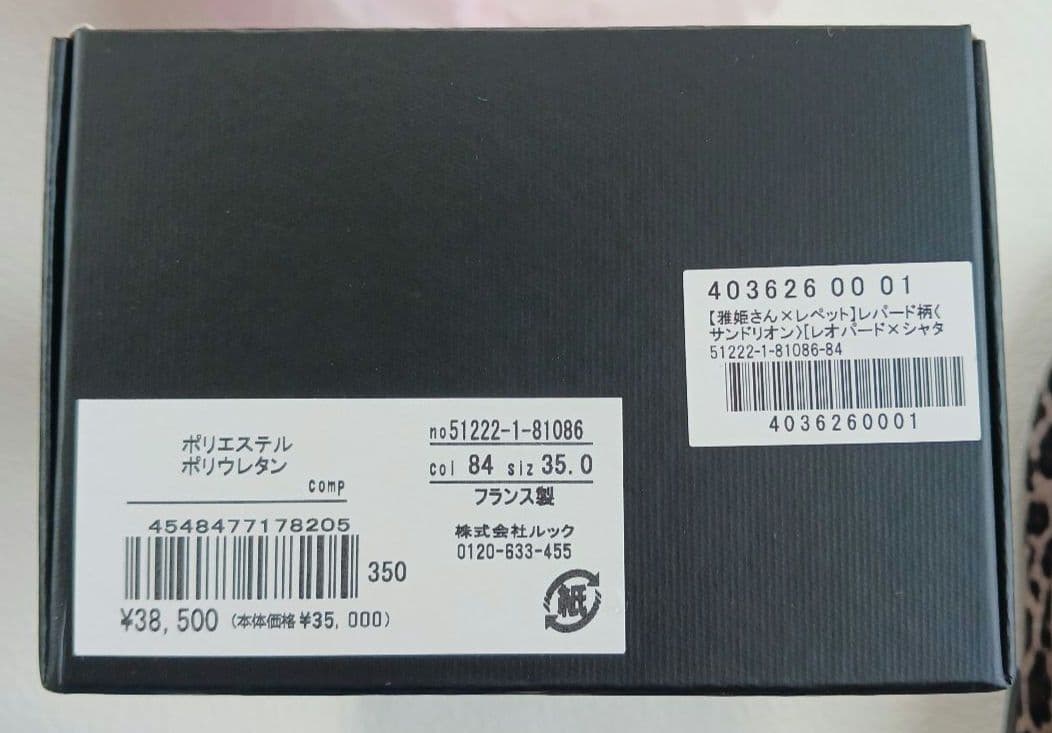 403626 00 01
【雅姫さん×レペット】レパード柄〈
サンドリオン〉[レオパード×シャタ
51222-1-81086-84
4036260001
ポリエステル
ポリウレタン
comp
4548477178205
350
¥38,500 (本体価格¥35,000)
no51222-1-81086
col 84 siz 35.0
フランス製
株式会社ルック
0120-633-455
紙